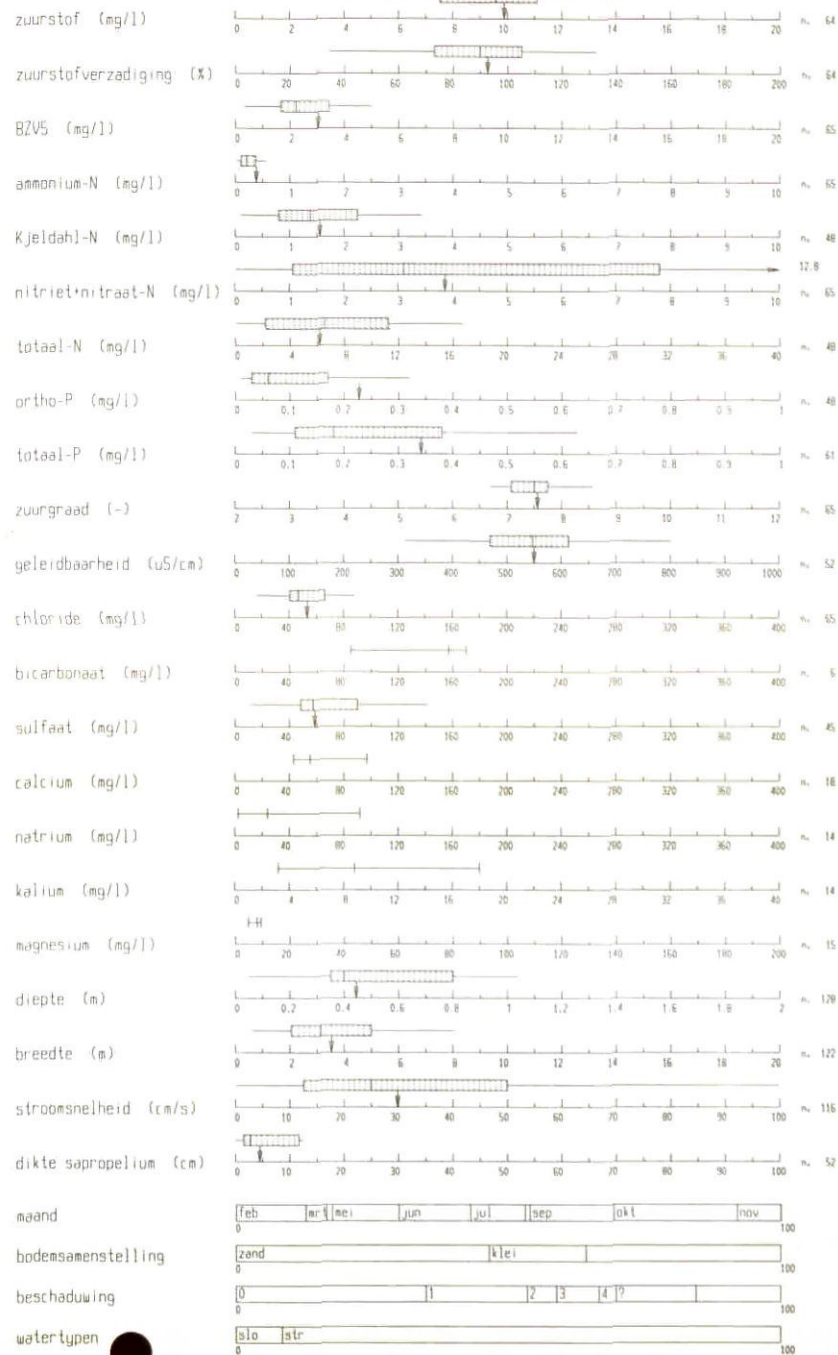 zuurstof (mg/l) 0 2 4 6 8 10 12 14 16 18 20 n. 64
zuurstofverzadiging (%) 0 20 40 60 80 100 120 140 160 180 200 n. 64
BZV5 (mg/l) 0 2 4 6 8 10 12 14 16 18 20 n. 65
ammonium-N (mg/l) 0 1 2 3 4 5 6 7 8 9 10 n. 65
Kjeldahl-N (mg/l) 0 1 2 3 4 5 6 7 8 9 10 n. 48
12.8
nitriet+nitraat-N (mg/l) 0 1 2 3 4 5 6 7 8 9 10 n. 65
totaal-N (mg/l) 0 4 8 12 16 20 24 28 32 36 40 n. 48
ortho-P (mg/l) 0 0.1 0.2 0.3 0.4 0.5 0.6 0.7 0.8 0.9 1 n. 48
totaal-P (mg/l) 0 0.1 0.2 0.3 0.4 0.5 0.6 0.7 0.8 0.9 1 n. 61
zuurgraad (-) 2 3 4 5 6 7 8 9 10 11 12 n. 65
geleidbaarheid (uS/cm) 0 100 200 300 400 500 600 700 800 900 1000 n. 52
chloride (mg/l) 0 40 80 120 160 200 240 280 320 360 400 n. 65
bicarbonaat (mg/l) 0 40 80 120 160 200 240 280 320 360 400 n. 6
sulfaat (mg/l) 0 40 80 120 160 200 240 280 320 360 400 n. 45
calcium (mg/l) 0 40 80 120 160 200 240 280 320 360 400 n. 18
natrium (mg/l) 0 40 80 120 160 200 240 280 320 360 400 n. 14
kalium (mg/l) 0 4 8 12 16 20 24 28 32 36 40 n. 14
magnesium (mg/l) 0 20 40 60 80 100 120 140 160 180 200 n. 15
diepte (m) 0 0.2 0.4 0.6 0.8 1 1.2 1.4 1.6 1.8 2 n. 120
breedte (m) 0 2 4 6 8 10 12 14 16 18 20 n. 122
stroomsnelheid (cm/s) 0 10 20 30 40 50 60 70 80 90 100 n. 116
dikte sapropelium (cm) 0 10 20 30 40 50 60 70 80 90 100 n. 52
maand feb mrt mei jun jul sep okt nov
0 100
bodemsamenstelling zand klei
0 100
beschaduwing 0 1 2 3 4 ?
0 100
watertypen slo str
0 100